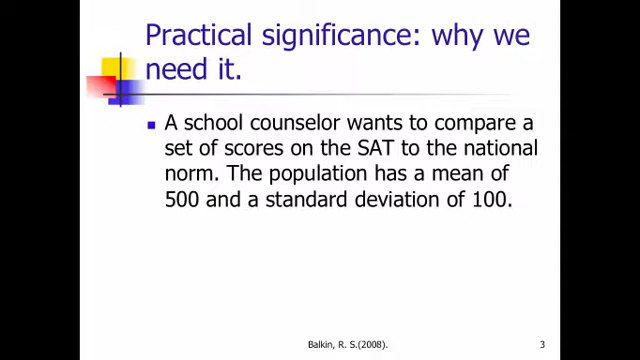 Practical significance: why we
need it.
A school counselor wants to compare a
set of scores on the SAT to the national
norm. The population has a mean of
500 and a standard deviation of 100.
Balkin, R. S.(2008).
3